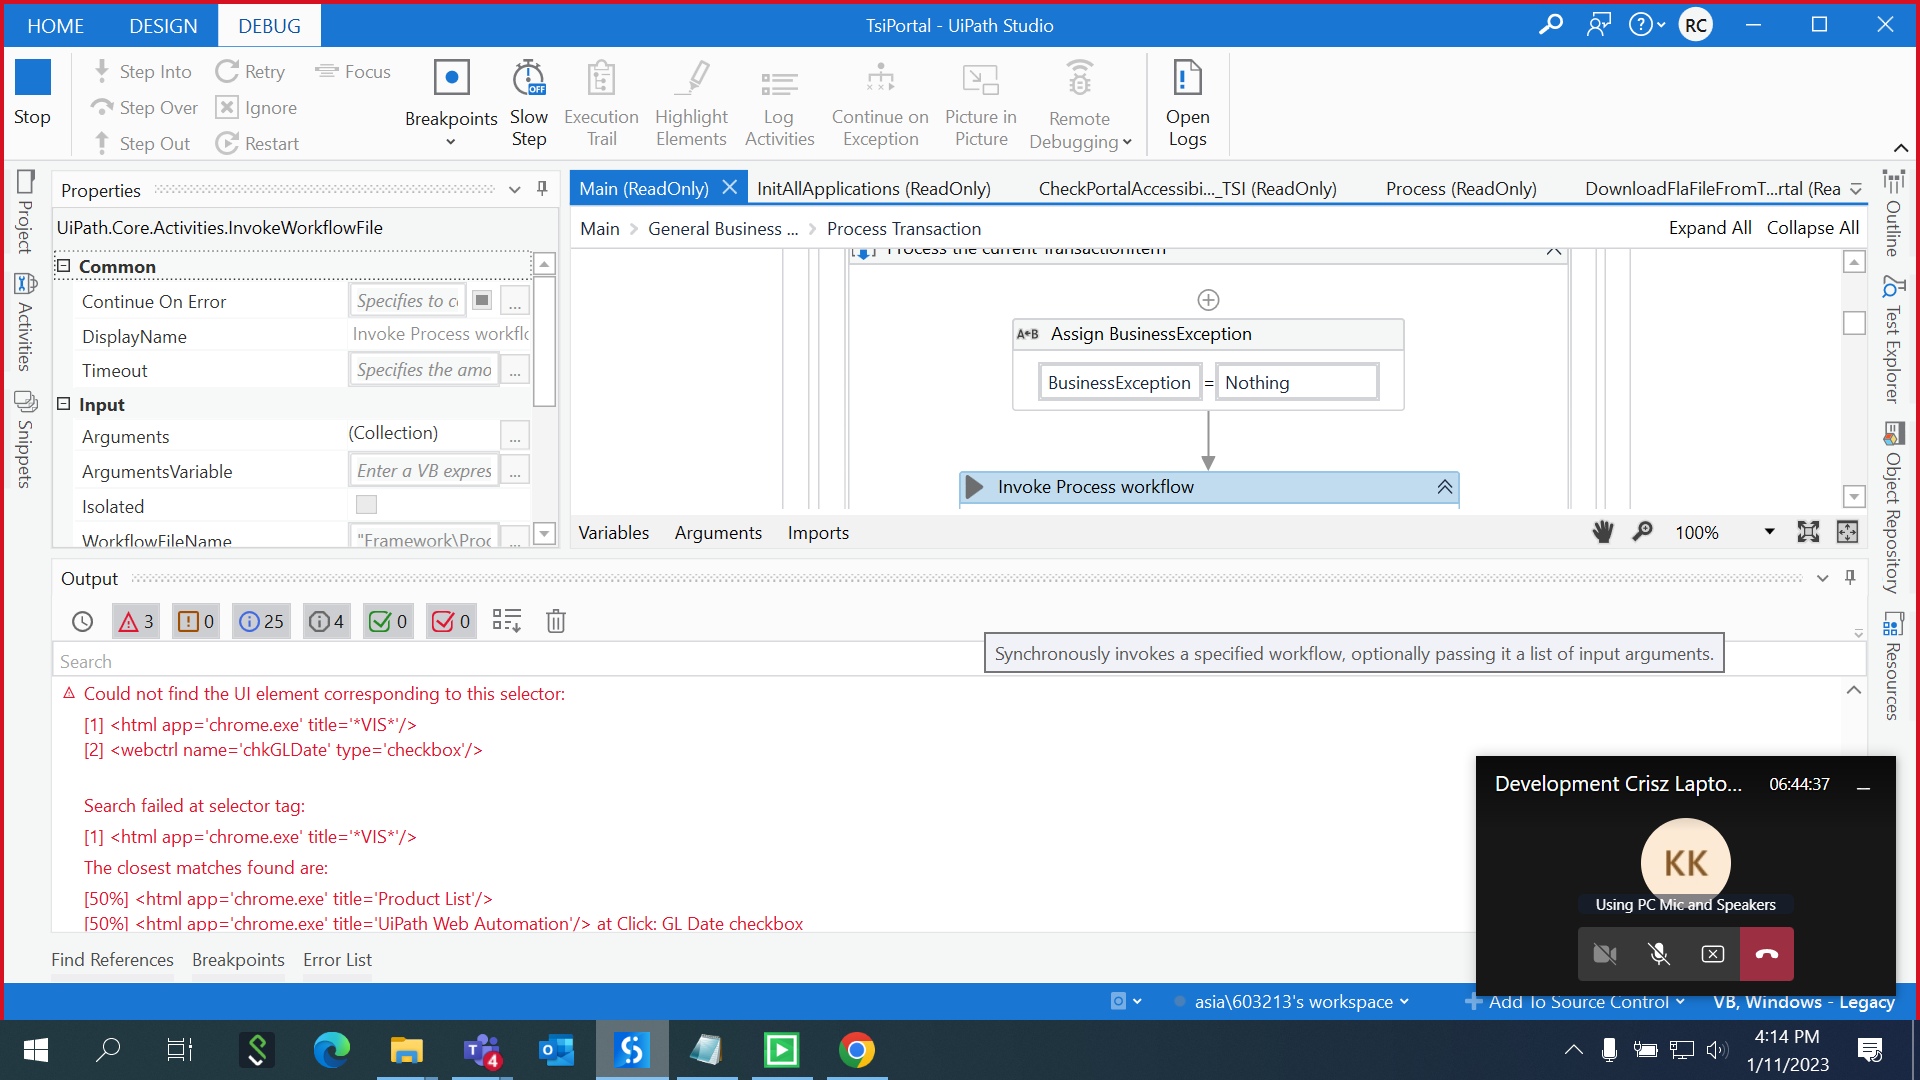 HOME DESIGN DEBUG
TsiPortal - UiPath Studio
RC
Stop
Step Into
Step Over
Step Out
Retry
Ignore
Restart
Focus
Breakpoints
OFF
Slow
Step
Execution
Trail
Highlight
Elements
Log
Activities
Continue on
Exception
Picture in
Picture
Remote
Debugging
Open
Logs
Project
Activities
Snippets
Properties
UiPath.Core.Activities.InvokeWorkflowFile
Common
Continue On Error Specifies to c ...
DisplayName Invoke Process workflo
Timeout Specifies the amo ...
Input
Arguments (Collection) ...
ArgumentsVariable Enter a VB expres ...
Isolated
WorkflowFileName "Framework\Proc ...
Main (ReadOnly) InitAllApplications (ReadOnly) CheckPortalAccessibi..._TSI (ReadOnly) Process (ReadOnly) DownloadFlaFileFromT...rtal (Rea
Main General Business ... Process Transaction
Expand All Collapse All
Process the current TransactionItem
A+B Assign BusinessException
BusinessException = Nothing
Invoke Process workflow
Variables Arguments Imports
100%
Outline
Test Explorer
Object Repository
Resources
Output
3 0 25 4 0 0
Search
Synchronously invokes a specified workflow, optionally passing it a list of input arguments.
Could not find the UI element corresponding to this selector:
[1] <html app='chrome.exe' title='*VIS*'/>
[2] <webctrl name='chkGLDate' type='checkbox'/>
Search failed at selector tag:
[1] <html app='chrome.exe' title='*VIS*'/>
The closest matches found are:
[50%] <html app='chrome.exe' title='Product List'/>
[50%] <html app='chrome.exe' title='UiPath Web Automation'/> at Click: GL Date checkbox
Find References Breakpoints Error List
Development Crisz Lapto... 06:44:37
KK
Using PC Mic and Speakers
asia\603213's workspace
Add To Source Control
VB, Windows - Legacy
T
4
4:14 PM
1/11/2023